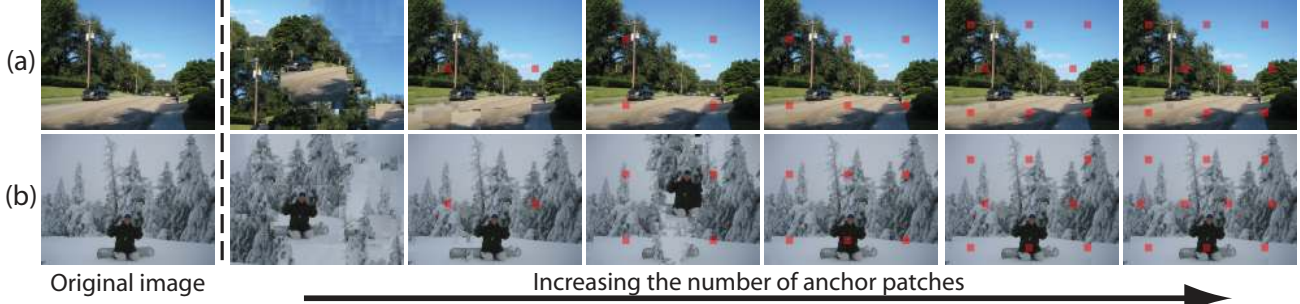 (a)
(b)
Original image
Increasing the number of anchor patches